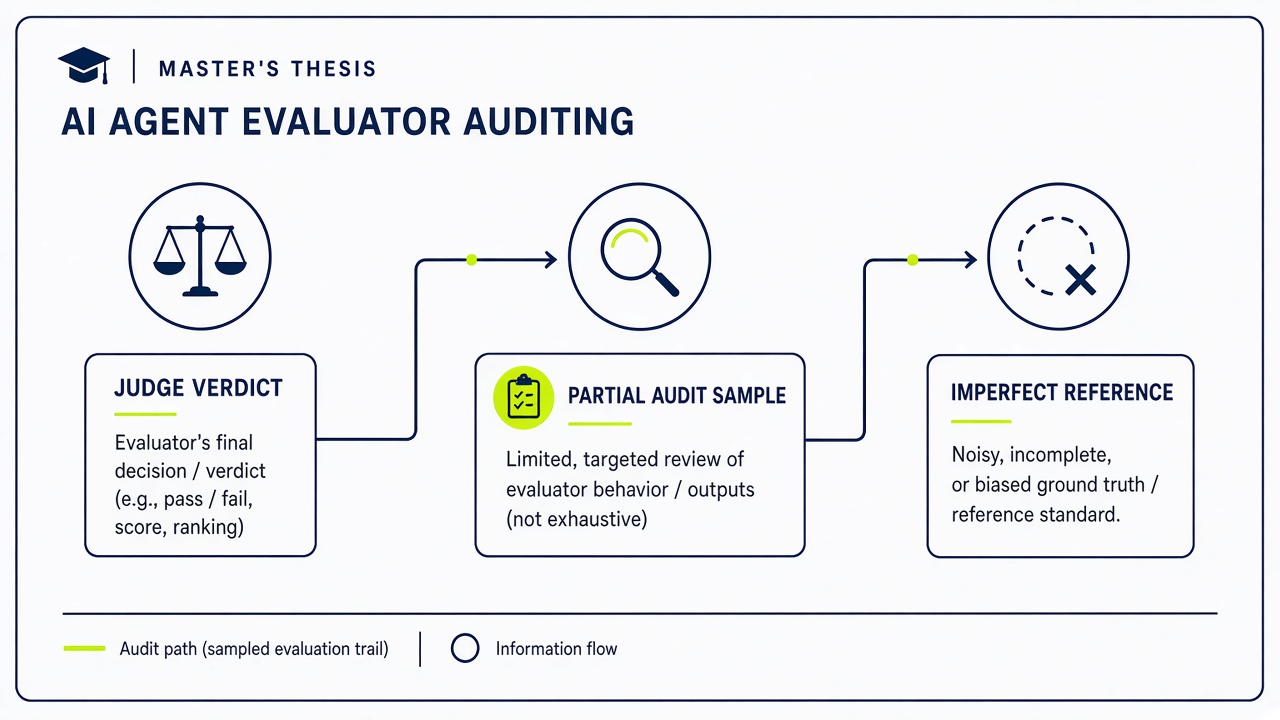 MASTER'S THESIS
AI AGENT EVALUATOR AUDITING
JUDGE VERDICT
Evaluator's final
decision / verdict
(e.g., pass / fail,
score, ranking)
PARTIAL AUDIT SAMPLE
Limited, targeted review of
evaluator behavior / outputs
(not exhaustive)
IMPERFECT REFERENCE
Noisy, incomplete,
or biased ground truth /
reference standard.
Audit path (sampled evaluation trail)
Information flow